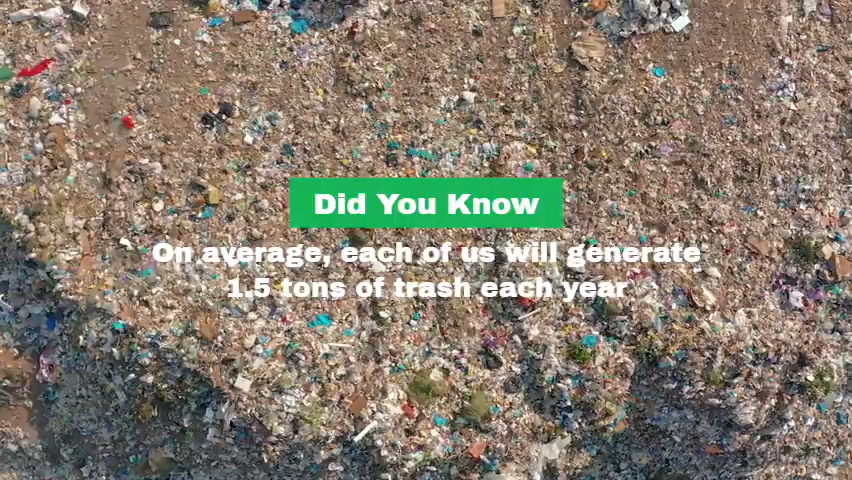 Did You Know
On average, each of us will generate
1.5 tons of trash each year